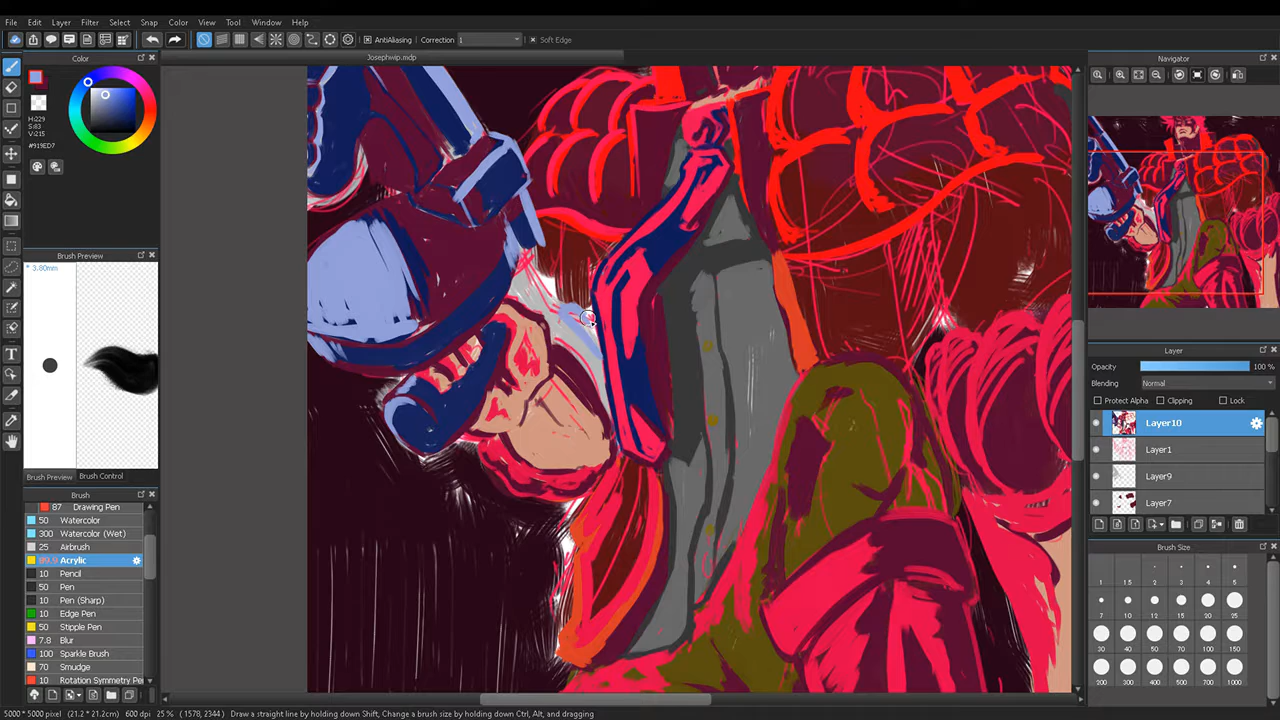 File Edit Layer Filter Select Snap Color View Tool Window Help
AntiAliasing Correction 1 Soft Edge
Color
Josephwip.mdp
Navigator
H:229
S:83
V:215
#919ED7
Brush Preview
* 3.80mm
Layer
Opacity 100 %
Blending Normal
Protect Alpha Clipping Lock
Layer10
Layer1
Layer9
Layer7
Brush Preview Brush Control
Brush
87 Drawing Pen
50 Watercolor
300 Watercolor (Wet)
25 Airbrush
Acrylic
10 Pencil
50 Pen
10 Pen (Sharp)
10 Edge Pen
50 Stipple Pen
7.8 Blur
100 Sparkle Brush
70 Smudge
10 Rotation Symmetry Pen
Brush Size
1 1.5 2 3 4 5
7 10 12 15 20 25
30 40 50 70 100 150
200 300 400 500 700 1000
5000 * 5000 pixel (21.2 * 21.2cm) 600 dpi 25 % (1578, 2344) Draw a straight line by holding down Shift, Change a brush size by holding down Ctrl, Alt, and dragging